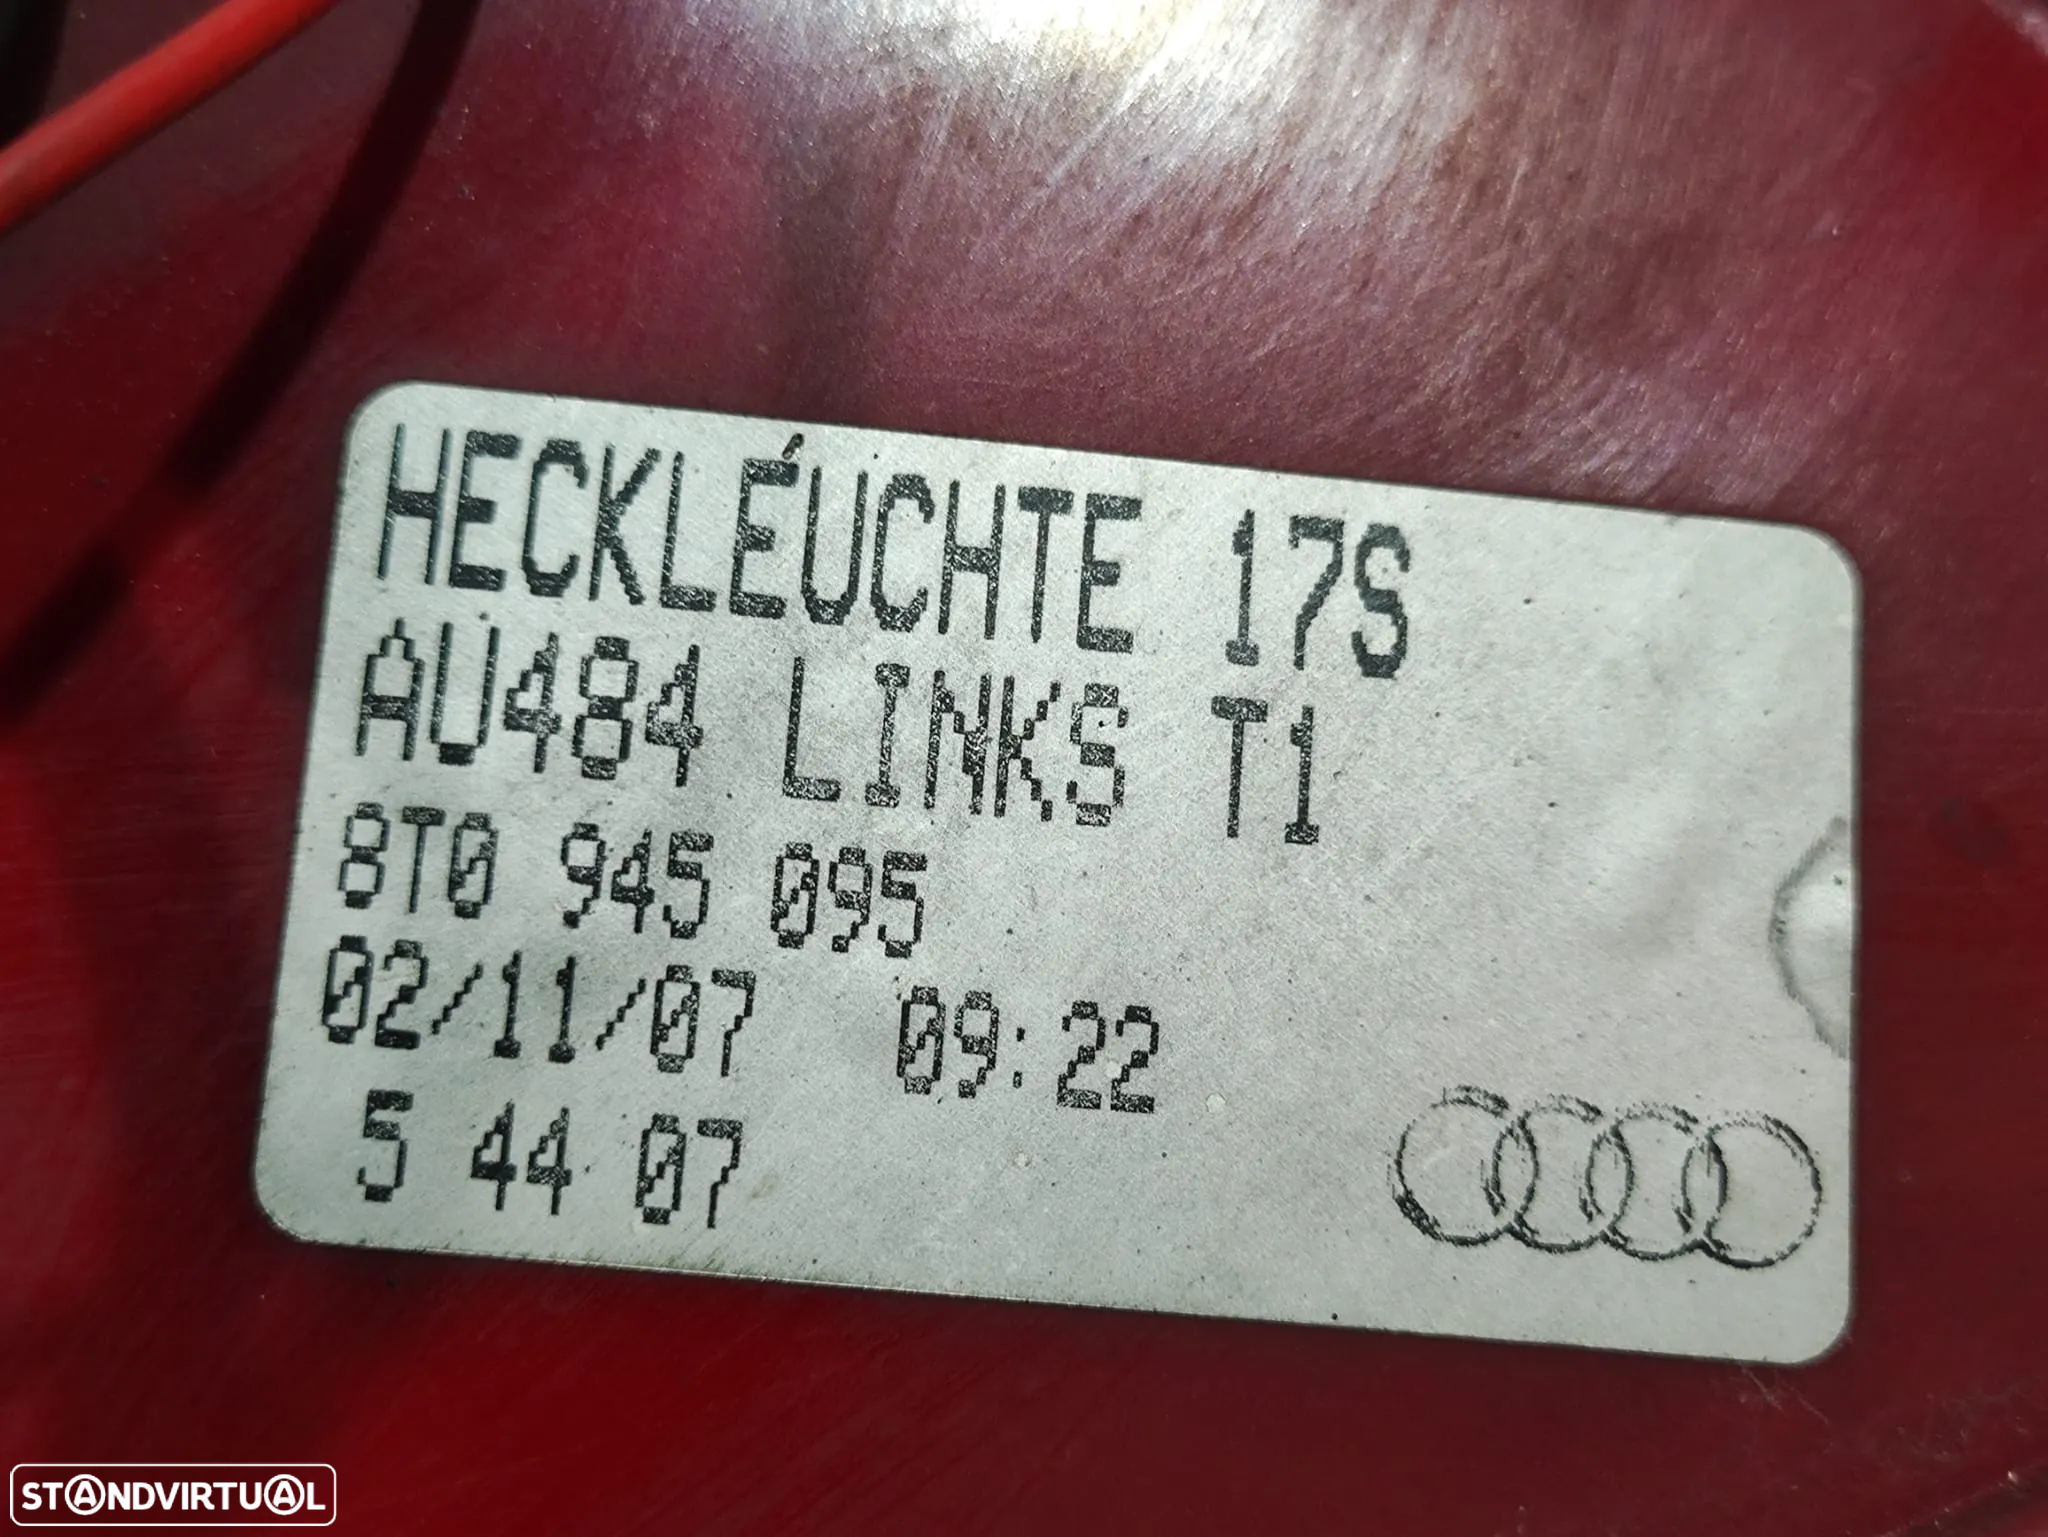 HECKLÉUCHTE 17S
AU484 LINKS T1
8T0 945 095
02/11/07 09:22
5 44 07
STANDVIRTUAL